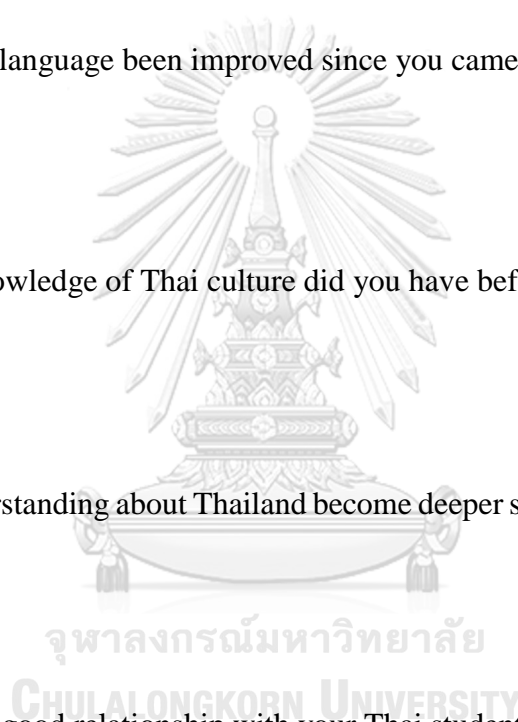 language been improved since you came
owledge of Thai culture did you have bef
rstanding about Thailand become deeper s
จุฬาลงกรณ์มหาวิทยาลัย
CHULALONGKORN UNIVERSITY
good relationship with your Thai student